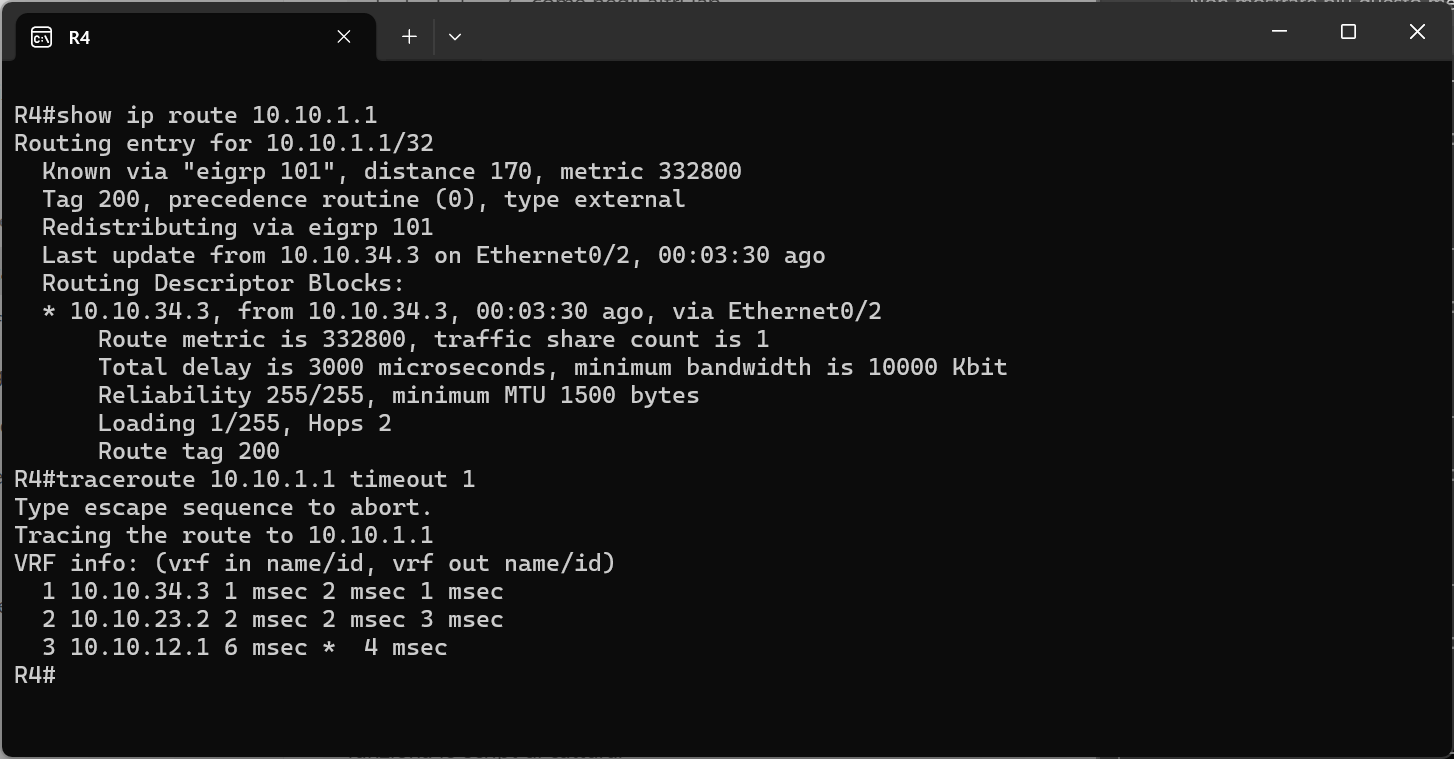 R4
R4#show ip route 10.10.1.1
Routing entry for 10.10.1.1/32
  Known via "eigrp 101", distance 170, metric 332800
  Tag 200, precedence routine (0), type external
  Redistributing via eigrp 101
  Last update from 10.10.34.3 on Ethernet0/2, 00:03:30 ago
  Routing Descriptor Blocks:
  * 10.10.34.3, from 10.10.34.3, 00:03:30 ago, via Ethernet0/2
      Route metric is 332800, traffic share count is 1
      Total delay is 3000 microseconds, minimum bandwidth is 10000 Kbit
      Reliability 255/255, minimum MTU 1500 bytes
      Loading 1/255, Hops 2
      Route tag 200
R4#traceroute 10.10.1.1 timeout 1
Type escape sequence to abort.
Tracing the route to 10.10.1.1
VRF info: (vrf in name/id, vrf out name/id)
  1 10.10.34.3 1 msec 2 msec 1 msec
  2 10.10.23.2 2 msec 2 msec 3 msec
  3 10.10.12.1 6 msec *  4 msec
R4#